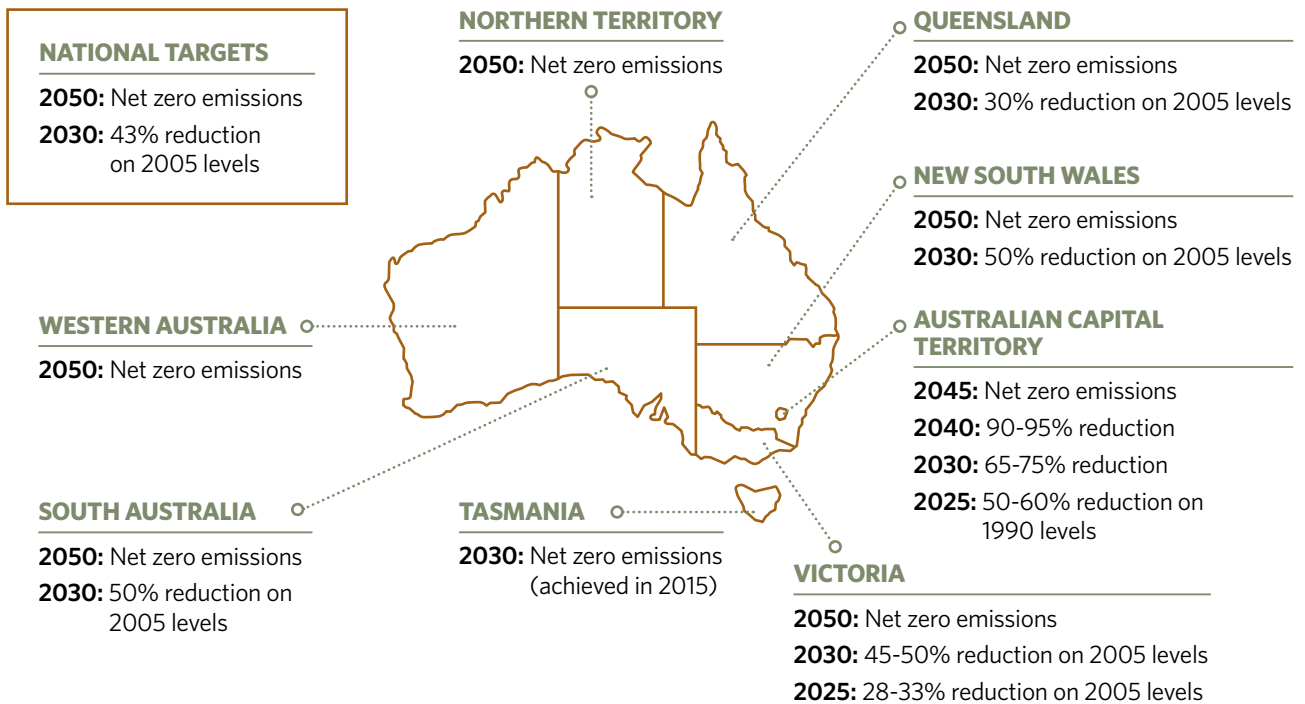 NATIONAL TARGETS
2050: Net zero emissions
2030: 43% reduction
on 2005 levels
NORTHERN TERRITORY
2050: Net zero emissions
QUEENSLAND
2050: Net zero emissions
2030: 30% reduction on 2005 levels
NEW SOUTH WALES
2050: Net zero emissions
2030: 50% reduction on 2005 levels
WESTERN AUSTRALIA
2050: Net zero emissions
AUSTRALIAN CAPITAL
TERRITORY
2045: Net zero emissions
2040: 90-95% reduction
2030: 65-75% reduction
2025: 50-60% reduction on
1990 levels
SOUTH AUSTRALIA
2050: Net zero emissions
2030: 50% reduction on
2005 levels
TASMANIA
2030: Net zero emissions
(achieved in 2015)
VICTORIA
2050: Net zero emissions
2030: 45-50% reduction on 2005 levels
2025: 28-33% reduction on 2005 levels